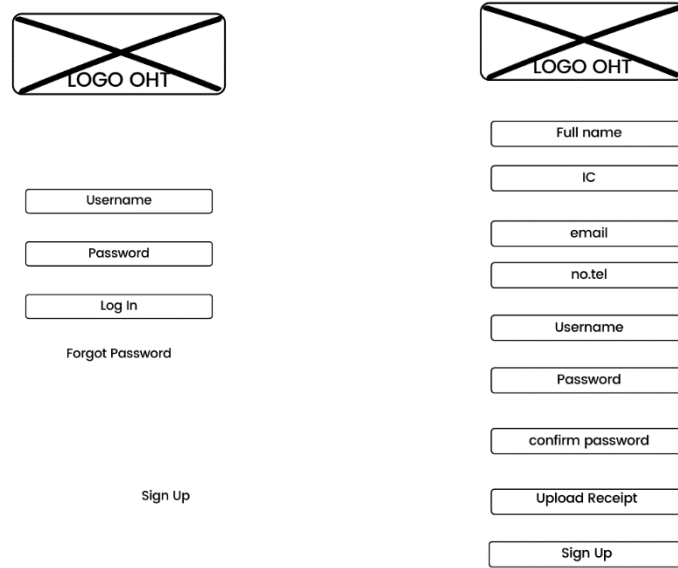 LOGO OHT
Username
Password
Log In
Forgot Password
Sign Up
LOGO OHT
Full name
IC
email
no.tel
Username
Password
confirm password
Upload Receipt
Sign Up